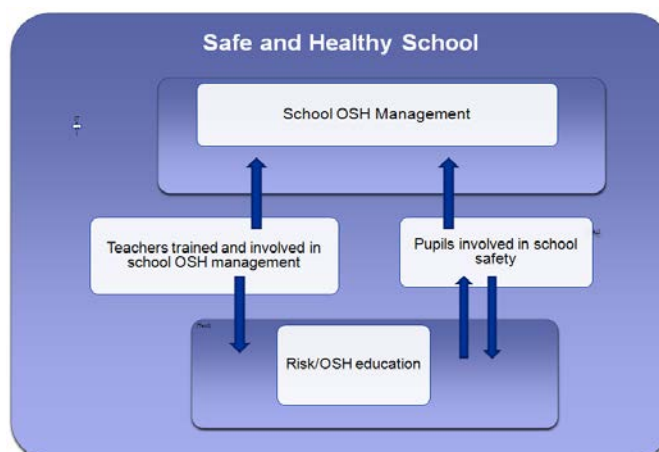 Safe and Healthy School
School OSH Management
Teachers trained and involved in
school OSH management
Pupils involved in school
safety
Risk/OSH education